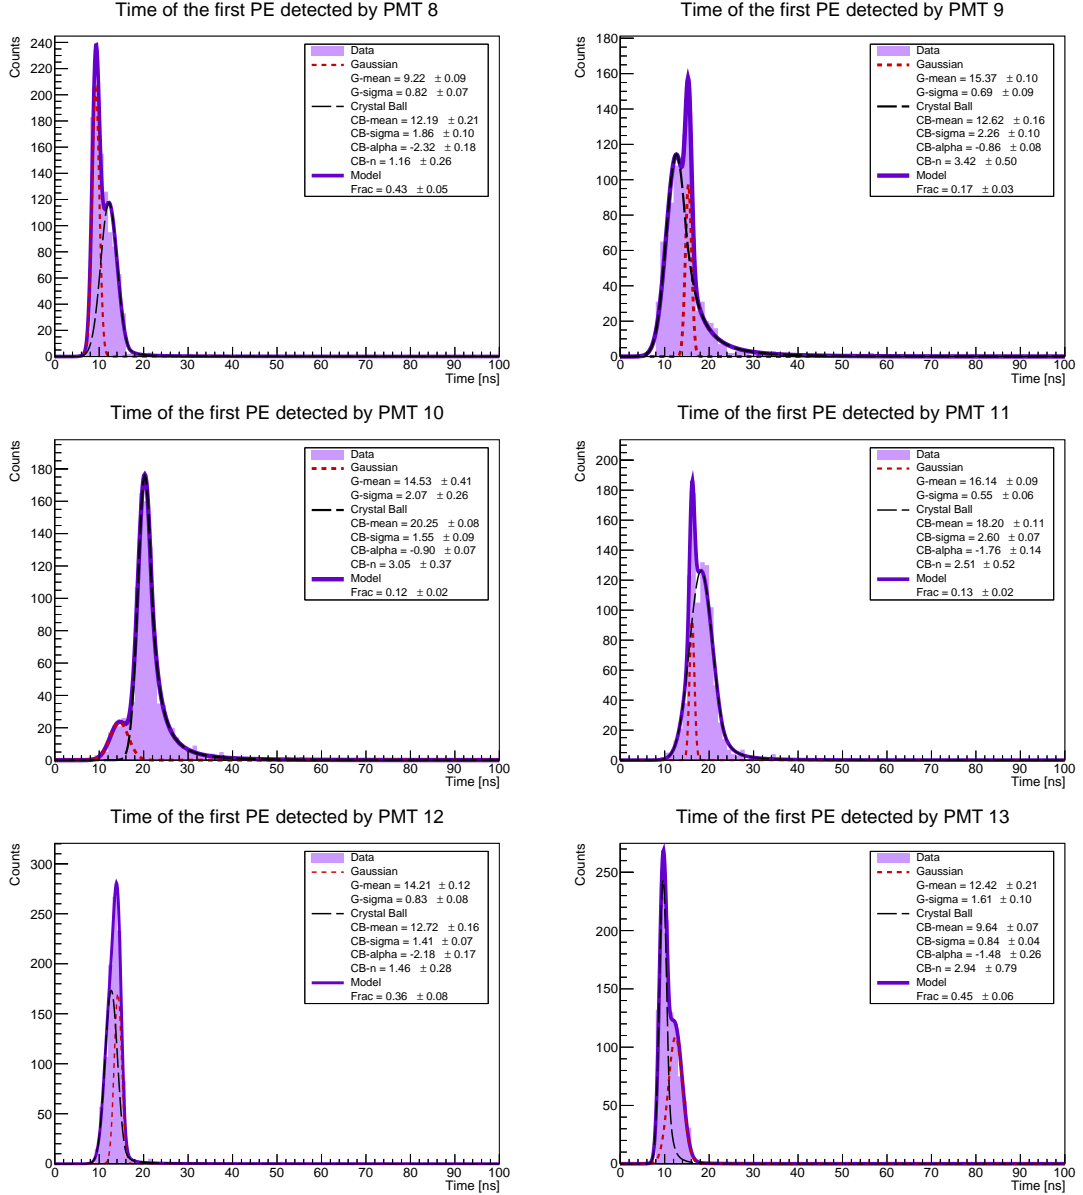 Time of the first PE detected by PMT 8
Counts
240
220
200
180
160
140
120
100
80
60
40
20
0
0 10 20 30 40 50 60 70 80 90 100
Time [ns]
Data
Gaussian
G-mean = 9.22 ± 0.09
G-sigma = 0.82 ± 0.07
Crystal Ball
CB-mean = 12.19 ± 0.21
CB-sigma = 1.86 ± 0.10
CB-alpha = -2.32 ± 0.18
CB-n = 1.16 ± 0.26
Model
Frac = 0.43 ± 0.05
Time of the first PE detected by PMT 9
Counts
180
160
140
120
100
80
60
40
20
0
0 10 20 30 40 50 60 70 80 90 100
Time [ns]
Data
Gaussian
G-mean = 15.37 ± 0.10
G-sigma = 0.69 ± 0.09
Crystal Ball
CB-mean = 12.62 ± 0.16
CB-sigma = 2.26 ± 0.10
CB-alpha = -0.86 ± 0.08
CB-n = 3.42 ± 0.50
Model
Frac = 0.17 ± 0.03
Time of the first PE detected by PMT 10
Counts
180
160
140
120
100
80
60
40
20
0
0 10 20 30 40 50 60 70 80 90 100
Time [ns]
Data
Gaussian
G-mean = 14.53 ± 0.41
G-sigma = 2.07 ± 0.26
Crystal Ball
CB-mean = 20.25 ± 0.08
CB-sigma = 1.55 ± 0.09
CB-alpha = -0.90 ± 0.07
CB-n = 3.05 ± 0.37
Model
Frac = 0.12 ± 0.02
Time of the first PE detected by PMT 11
Counts
200
180
160
140
120
100
80
60
40
20
0
0 10 20 30 40 50 60 70 80 90 100
Time [ns]
Data
Gaussian
G-mean = 16.14 ± 0.09
G-sigma = 0.55 ± 0.06
Crystal Ball
CB-mean = 18.20 ± 0.11
CB-sigma = 2.60 ± 0.07
CB-alpha = -1.76 ± 0.14
CB-n = 2.51 ± 0.52
Model
Frac = 0.13 ± 0.02
Time of the first PE detected by PMT 12
Counts
300
250
200
150
100
50
0
0 10 20 30 40 50 60 70 80 90 100
Time [ns]
Data
Gaussian
G-mean = 14.21 ± 0.12
G-sigma = 0.83 ± 0.08
Crystal Ball
CB-mean = 12.72 ± 0.16
CB-sigma = 1.41 ± 0.07
CB-alpha = -2.18 ± 0.17
CB-n = 1.46 ± 0.28
Model
Frac = 0.36 ± 0.08
Time of the first PE detected by PMT 13
Counts
250
200
150
100
50
0
0 10 20 30 40 50 60 70 80 90 100
Time [ns]
Data
Gaussian
G-mean = 12.42 ± 0.21
G-sigma = 1.61 ± 0.10
Crystal Ball
CB-mean = 9.64 ± 0.07
CB-sigma = 0.84 ± 0.04
CB-alpha = -1.48 ± 0.26
CB-n = 2.94 ± 0.79
Model
Frac = 0.45 ± 0.06